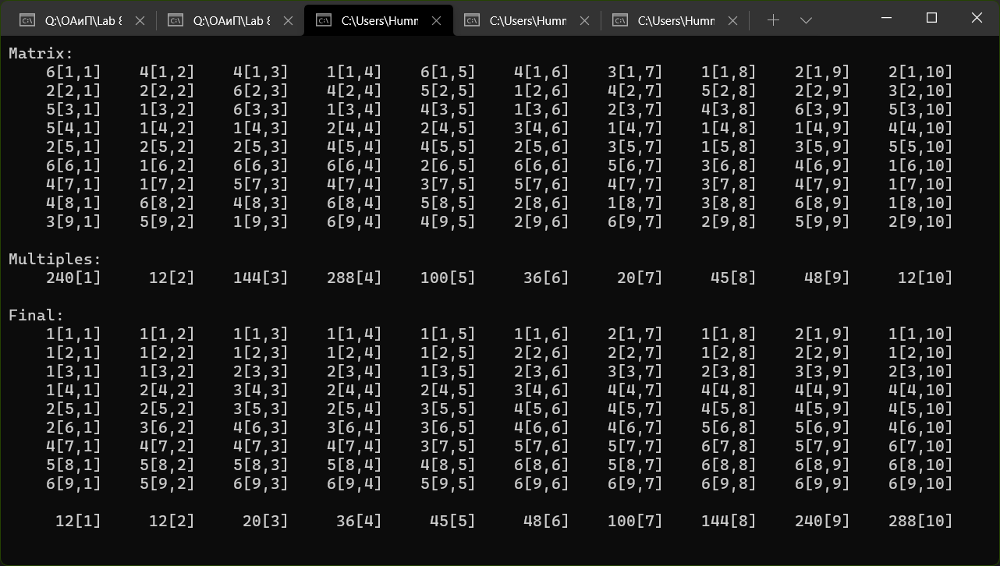 Q:\ОАиП\Lab 8 Q:\ОАиП\Lab 8 C:\Users\Humm C:\Users\Humm C:\Users\Humm
Matrix:
6[1,1] 4[1,2] 4[1,3] 1[1,4] 6[1,5] 4[1,6] 3[1,7] 1[1,8] 2[1,9] 2[1,10]
2[2,1] 2[2,2] 6[2,3] 4[2,4] 5[2,5] 1[2,6] 4[2,7] 5[2,8] 2[2,9] 3[2,10]
5[3,1] 1[3,2] 6[3,3] 1[3,4] 4[3,5] 1[3,6] 2[3,7] 4[3,8] 6[3,9] 5[3,10]
5[4,1] 1[4,2] 1[4,3] 2[4,4] 2[4,5] 3[4,6] 1[4,7] 1[4,8] 1[4,9] 4[4,10]
2[5,1] 2[5,2] 2[5,3] 4[5,4] 4[5,5] 2[5,6] 3[5,7] 1[5,8] 3[5,9] 5[5,10]
6[6,1] 1[6,2] 6[6,3] 6[6,4] 2[6,5] 6[6,6] 5[6,7] 3[6,8] 4[6,9] 1[6,10]
4[7,1] 1[7,2] 5[7,3] 4[7,4] 3[7,5] 5[7,6] 4[7,7] 3[7,8] 4[7,9] 1[7,10]
4[8,1] 6[8,2] 4[8,3] 6[8,4] 5[8,5] 2[8,6] 1[8,7] 3[8,8] 6[8,9] 1[8,10]
3[9,1] 5[9,2] 1[9,3] 6[9,4] 4[9,5] 2[9,6] 6[9,7] 2[9,8] 5[9,9] 2[9,10]
Multiples:
240[1] 12[2] 144[3] 288[4] 100[5] 36[6] 20[7] 45[8] 48[9] 12[10]
Final:
1[1,1] 1[1,2] 1[1,3] 1[1,4] 1[1,5] 1[1,6] 2[1,7] 1[1,8] 2[1,9] 1[1,10]
1[2,1] 1[2,2] 1[2,3] 1[2,4] 1[2,5] 2[2,6] 2[2,7] 1[2,8] 2[2,9] 1[2,10]
1[3,1] 1[3,2] 2[3,3] 2[3,4] 1[3,5] 2[3,6] 3[3,7] 2[3,8] 3[3,9] 2[3,10]
1[4,1] 2[4,2] 3[4,3] 2[4,4] 2[4,5] 3[4,6] 4[4,7] 4[4,8] 4[4,9] 4[4,10]
2[5,1] 2[5,2] 3[5,3] 2[5,4] 3[5,5] 4[5,6] 4[5,7] 4[5,8] 4[5,9] 4[5,10]
2[6,1] 3[6,2] 4[6,3] 3[6,4] 3[6,5] 4[6,6] 4[6,7] 5[6,8] 5[6,9] 4[6,10]
4[7,1] 4[7,2] 4[7,3] 4[7,4] 3[7,5] 5[7,6] 5[7,7] 6[7,8] 5[7,9] 6[7,10]
5[8,1] 5[8,2] 5[8,3] 5[8,4] 4[8,5] 6[8,6] 5[8,7] 6[8,8] 6[8,9] 6[8,10]
6[9,1] 5[9,2] 6[9,3] 6[9,4] 5[9,5] 6[9,6] 6[9,7] 6[9,8] 6[9,9] 6[9,10]
12[1] 12[2] 20[3] 36[4] 45[5] 48[6] 100[7] 144[8] 240[9] 288[10]